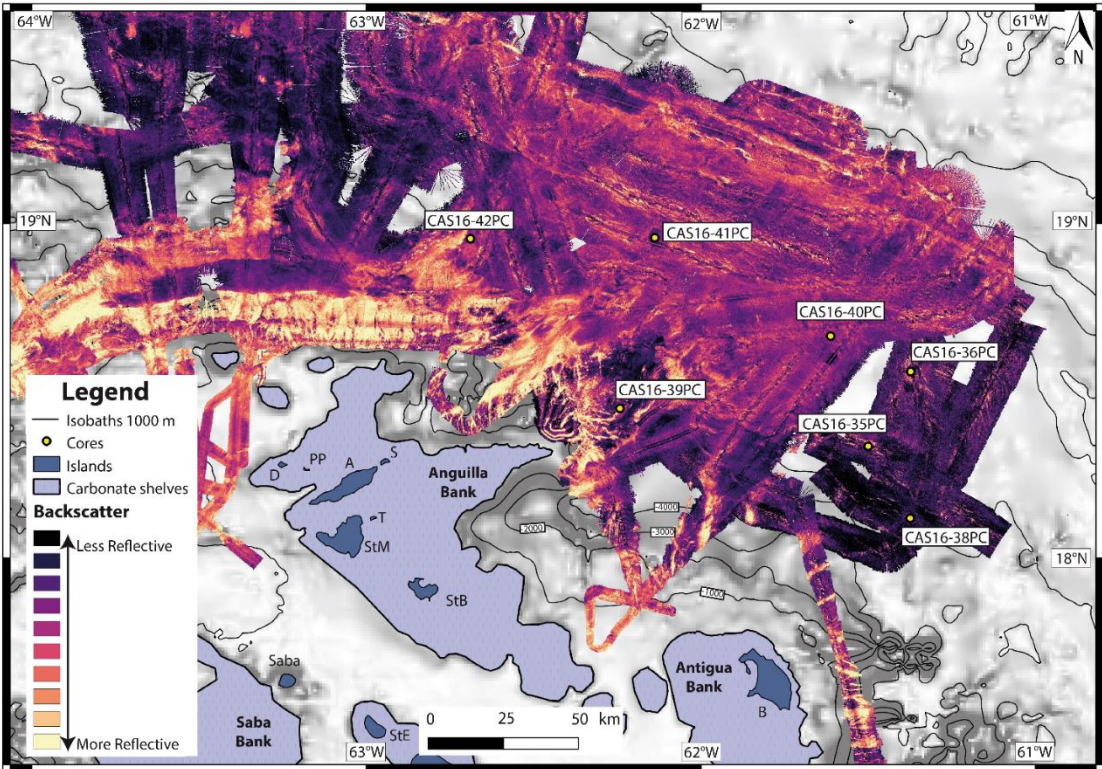 64°W
63°W
62°W
61°W
N
19°N
19°N
CAS16-42PC
CAS16-41PC
CAS16-40PC
CAS16-36PC
CAS16-39PC
CAS16-35PC
CAS16-38PC
Legend
Isobaths 1000 m
Cores
Islands
Carbonate shelves
Backscatter
Less Reflective
More Reflective
D
PP
A
S
Anguilla
Bank
T
StM
StB
-4000
-3000
-2000
-1000
18°N
Saba
Saba
Bank
StE
Antigua
Bank
B
0 25 50 km
63°W
62°W
61°W